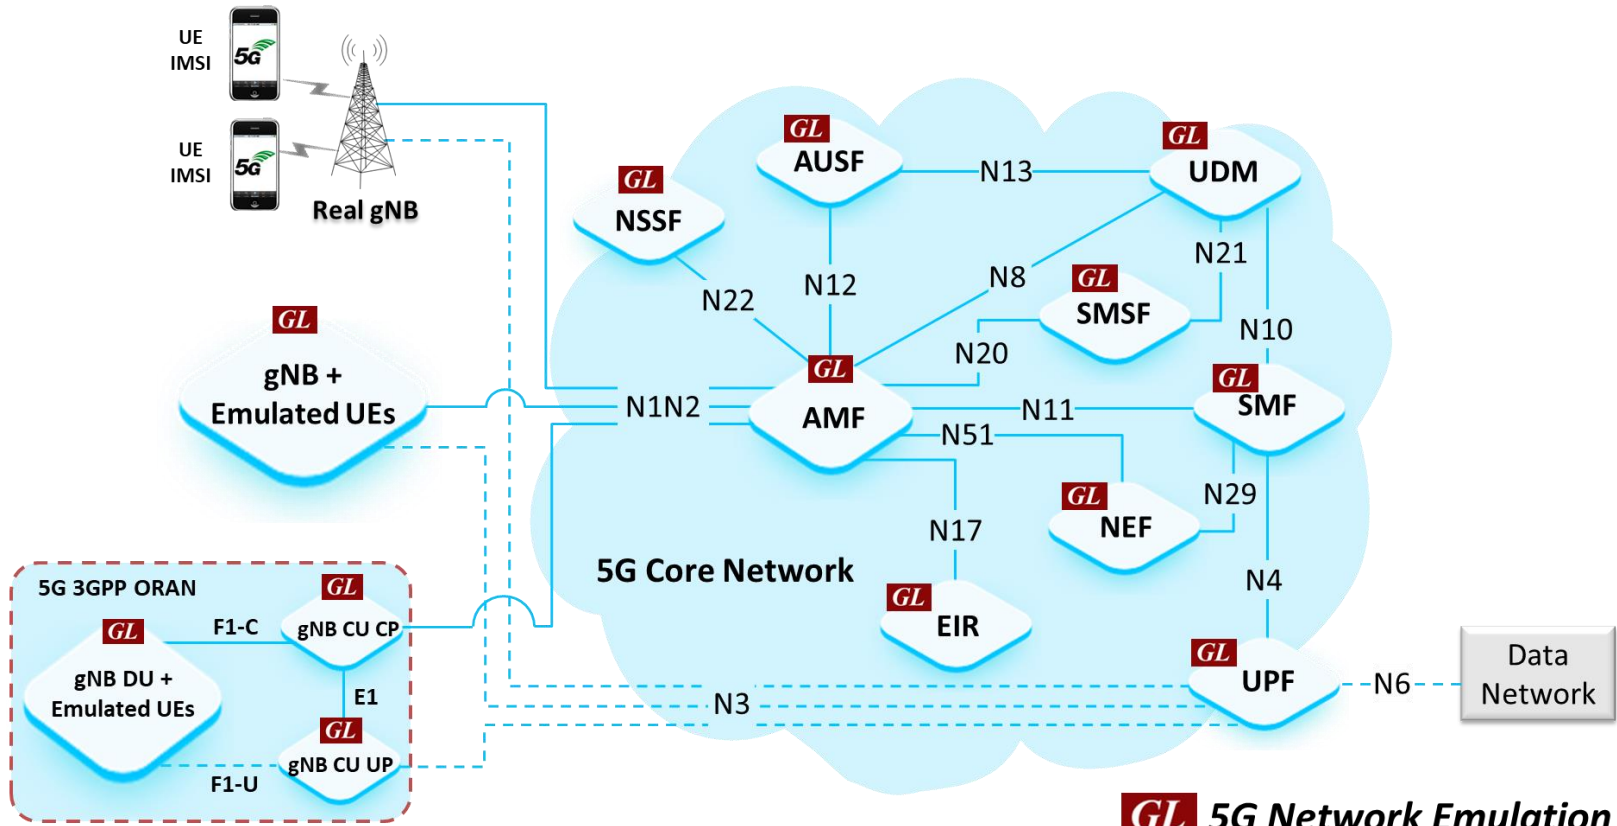 UE
IMSI
5G
UE
IMSI
5G
Real gNB
GL
gNB +
Emulated UEs
5G 3GPP ORAN
GL
gNB DU +
Emulated UEs
F1-C
GL
gNB CU CP
E1
GL
gNB CU UP
F1-U
N1N2
N3
GL
NSSF
N22
GL
AUSF
N13
GL
UDM
N12
N8
N21
GL
SMSF
N20
N10
GL
AMF
N11
GL
SMF
N51
N29
GL
NEF
N17
N4
5G Core Network
GL
EIR
GL
UPF
N6
Data
Network
GL 5G Network Emulation